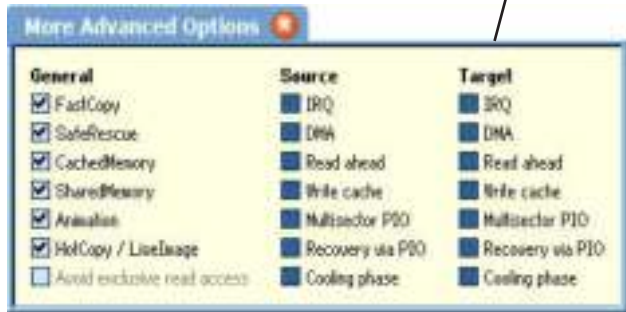 More Advanced Options
General
FastCopy
SafeRescue
CachedMemory
SharedMemory
Animation
HotCopy / LiveImage
Avoid exclusive read access
Source
IRQ
DMA
Read ahead
Write cache
Multisector PIO
Recovery via PIO
Cooling phase
Target
IRQ
DMA
Read ahead
Write cache
Multisector PIO
Recovery via PIO
Cooling phase